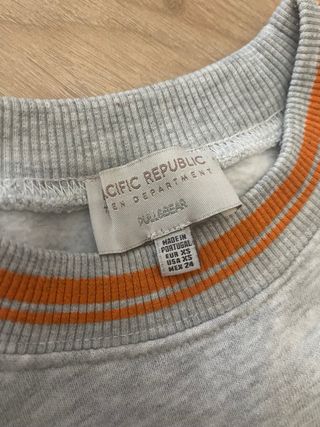 ACIFIC REPUBLIC
EN DEPARTMENT
PULL&BEAR
MADE IN
PORTUGAL
EUR XS
USA XS
MEX 24